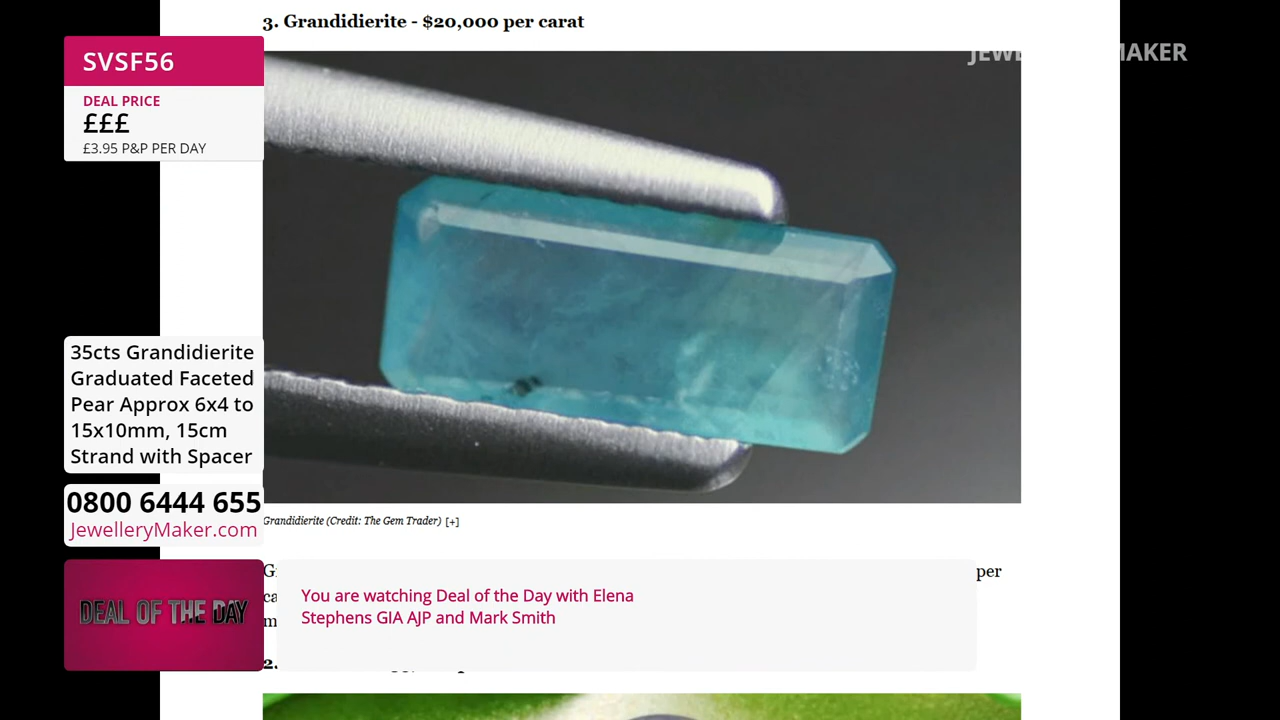 3. Grandidierite - $20,000 per carat
SVSF56
DEAL PRICE
£££
£3.95 P&P PER DAY
35cts Grandidierite
Graduated Faceted
Pear Approx 6x4 to
15x10mm, 15cm
Strand with Spacer
0800 6444 655
JewelleryMaker.com
Grandidierite (Credit: The Gem Trader) [+]
per
DEAL OF THE DAY
You are watching Deal of the Day with Elena
Stephens GIA AJP and Mark Smith
2.